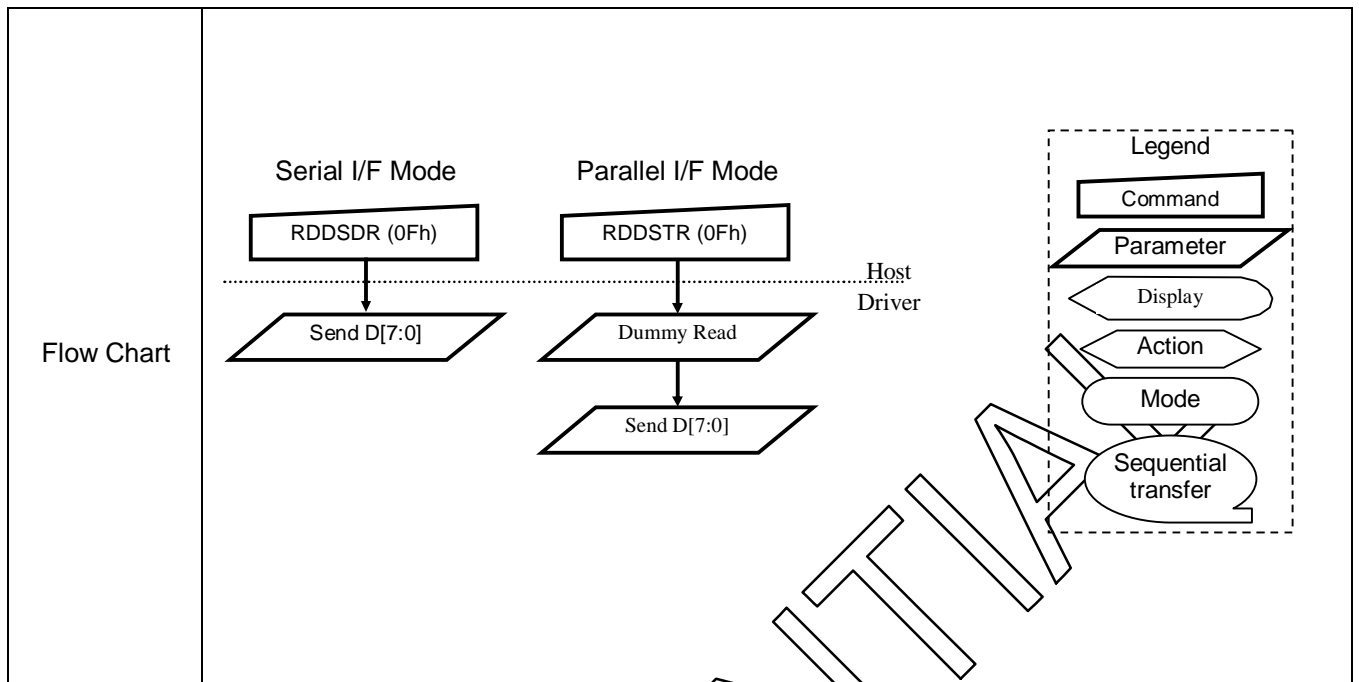 Flow Chart
Serial I/F Mode
RDDSDR (0Fh)
Send D[7:0]
Parallel I/F Mode
RDDSTR (0Fh)
Dummy Read
Send D[7:0]
Host
Driver
Legend
Command
Parameter
Display
Action
Mode
Sequential
transfer